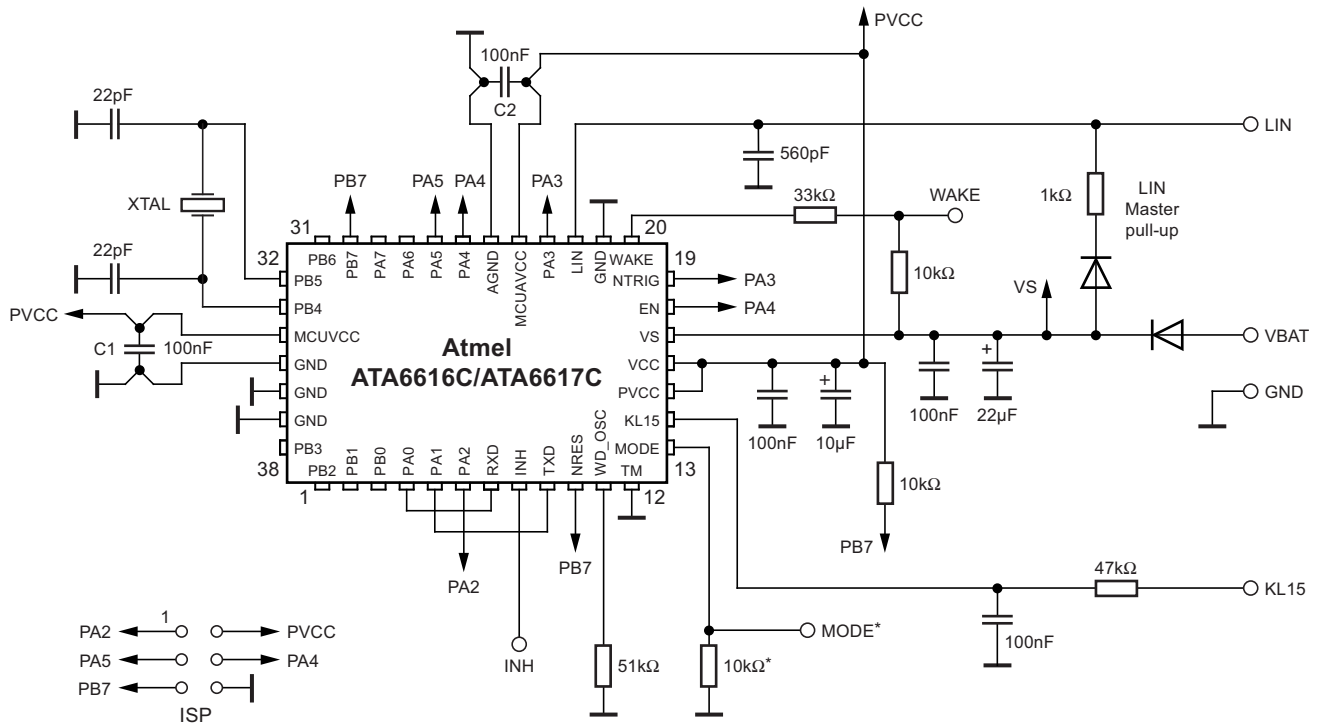 PVCC
100nF
C2
22pF
LIN
560pF
PB7
PA5
PA4
PA3
33kΩ
WAKE
1kΩ
LIN
Master
pull-up
XTAL
31
20
PB6
PB7
PA7
PA6
PA5
PA4
AGND
MCUAVCC
PA3
LIN
GND
WAKE
22pF
32
19
PB5
NTRIG
PA3
10kΩ
PB4
EN
PA4
VS
PVCC
MCUVCC
VS
VBAT
C1
100nF
Atmel
ATA6616C/ATA6617C
GND
VCC
+
GND
PVCC
+
100nF
22µF
GND
GND
KL15
100nF
10µF
PB3
MODE
38
13
PB2
PB1
PB0
PA0
PA1
PA2
RXD
INH
TXD
NRES
WD_OSC
TM
1
12
10kΩ
PB7
PA2
PB7
47kΩ
KL15
100nF
MODE*
INH
51kΩ
10kΩ*
1
PA2
PVCC
PA5
PA4
PB7
ISP